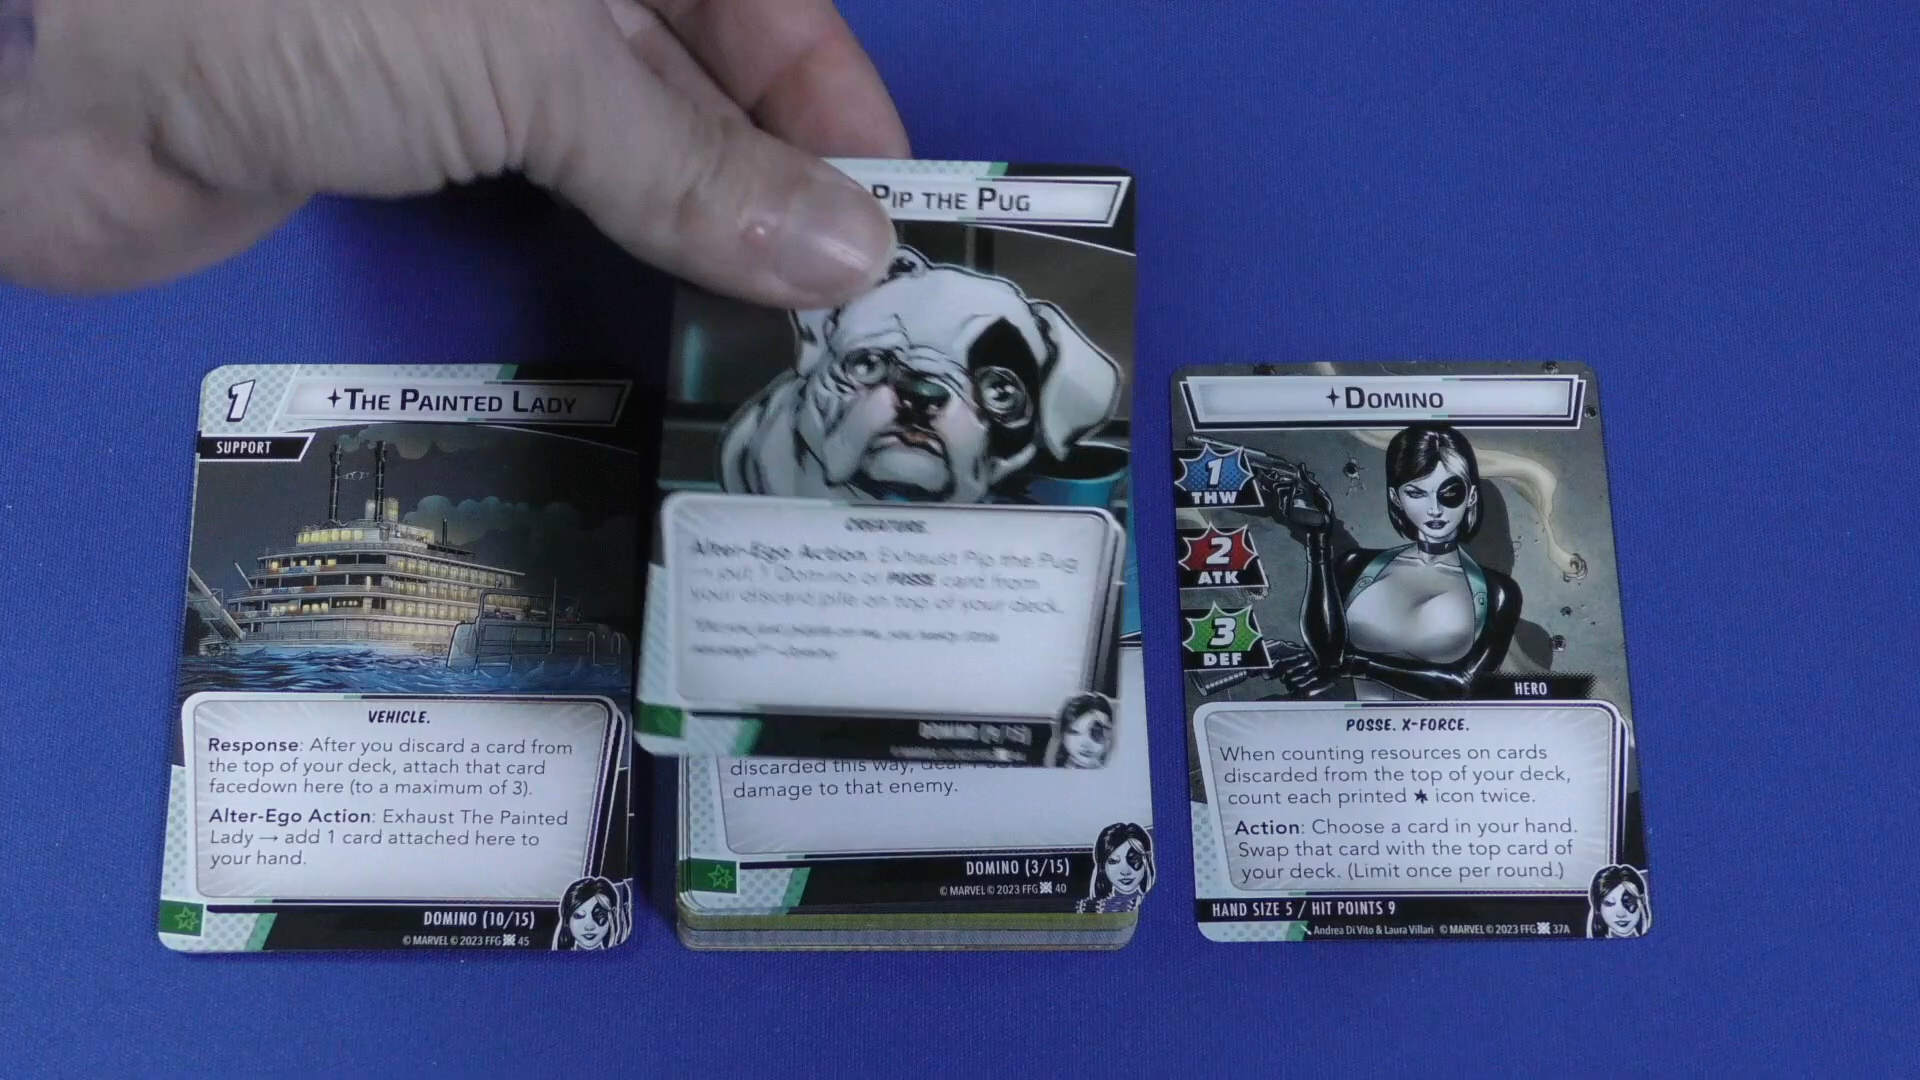 1
THE PAINTED LADY
SUPPORT
VEHICLE.
Response: After you discard a card from
the top of your deck, attach that card
facedown here (to a maximum of 3).
Alter-Ego Action: Exhaust The Painted
Lady → add 1 card attached here to
your hand.
DOMINO (10/15)
© MARVEL © 2023 FFG 45
PIP THE PUG
CREATURE.
Alter-Ego Action: Exhaust Pip the Pug
→ put 1 Domino or POSSE card from
your discard pile on top of your deck.
discarded this way, deal 1
damage to that enemy.
DOMINO (3/15)
© MARVEL © 2023 FFG 40
DOMINO
1
THW
2
ATK
3
DEF
HERO
POSSE. X-FORCE.
When counting resources on cards
discarded from the top of your deck,
count each printed icon twice.
Action: Choose a card in your hand.
Swap that card with the top card of
your deck. (Limit once per round.)
HAND SIZE 5 / HIT POINTS 9
Andrea Di Vito & Laura Villari © MARVEL © 2023 FFG 37A